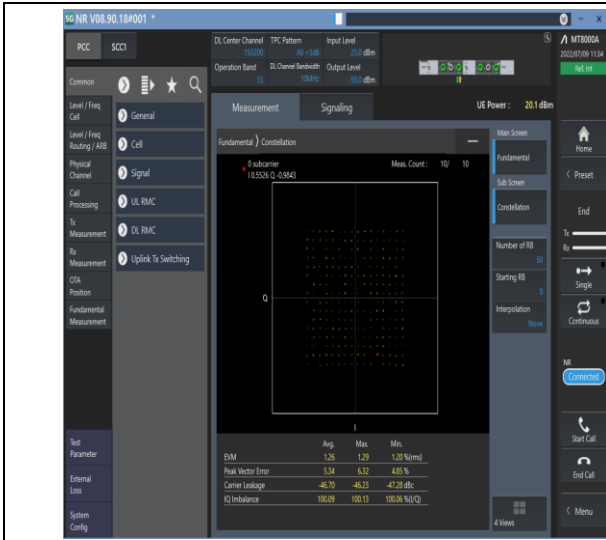 5G NR V08.90.18#001 *
PCC SCC1
DL Center Channel TPC Pattern Input Level
150200 All +3dB 23.0 dBm
Operation Band DL Channel Bandwidth Output Level
13 10MHz -50.0 dBm
MT8000A
2022/07/09 11:34
Ref. Int
Common
Level / Freq
Cell
Level / Freq
Routing / ARB
Physical
Channel
Call
Processing
Tx
Measurement
Rx
Measurement
OTA
Position
Fundamental
Measurement
Test
Parameter
External
Loss
System
Config
General
Cell
Signal
UL RMC
DL RMC
Uplink Tx Switching
Measurement Signaling UE Power : 20.1 dBm
Fundamental Constellation
0 subcarrier Meas. Count : 10/ 10
I 0.5526 Q -0.9843
Q
I
Avg. Max. Min.
EVM 1.26 1.29 1.20 %(rms)
Peak Vector Error 5.34 6.32 4.85 %
Carrier Leakage -46.70 -46.23 -47.28 dBc
IQ Imbalance 100.09 100.13 100.06 %(I/Q)
Main Screen
Fundamental
Sub Screen
Constellation
Number of RB
50
Starting RB
0
Interpolation
None
4 Views
Home
Preset
End
Tx
Rx
Single
Continuous
NR
Connected
Start Call
End Call
Menu